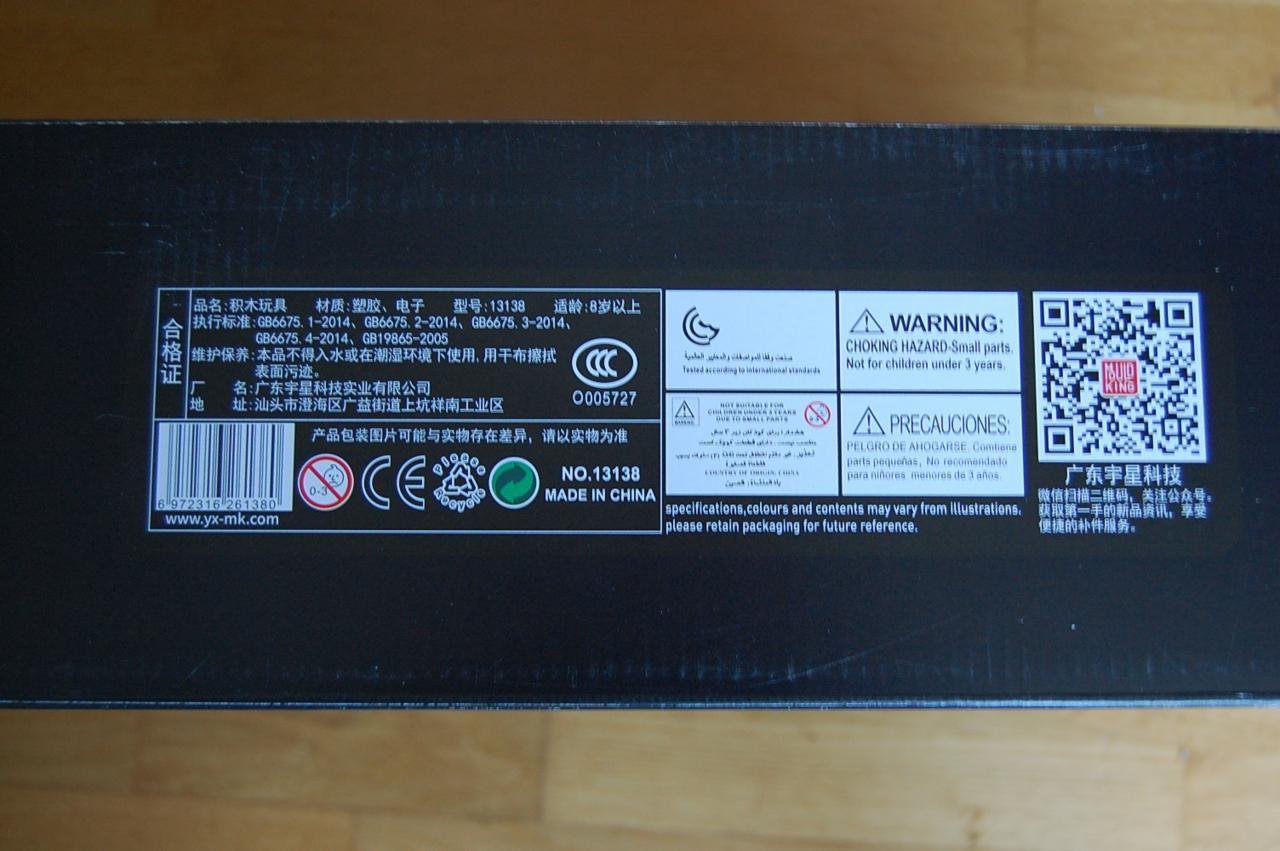 合格证
品名:积木玩具 材质:塑胶、电子 型号:13138 适龄:8岁以上
执行标准:GB6675.1-2014、GB6675.2-2014、GB6675.3-2014、
GB6675.4-2014、GB19865-2005
维护保养:本品不得入水或在潮湿环境下使用,用干布擦拭
表面污迹。
厂 名:广东宇星科技实业有限公司
地 址:汕头市澄海区广益街道上坑祥南工业区
CCC
O005727
6 972316 261380
www.yx-mk.com
产品包装图片可能与实物存在差异，请以实物为准
0-3
CE
Please Recycle
NO.13138
MADE IN CHINA
صنعت وفقا للمواصفات والمعايير العالمية
Tested according to international standards
WARNING:
CHOKING HAZARD-Small parts.
Not for children under 3 years.
WARNING
NOT SUITABLE FOR
CHILDREN UNDER 3 YEARS
DUE TO SMALL PARTS
COUNTRY OF ORIGIN: CHINA
PRECAUCIONES:
PELGRO DE AHOGARSE. Contiene
parts pequeñas, No recomendado
para niñores menores de 3 años.
specifications,colours and contents may vary from illustrations.
please retain packaging for future reference.
MOULD KING
广东宇星科技
微信扫描二维码，关注公众号。
获取第一手的新品资讯，享受
便捷的补件服务。